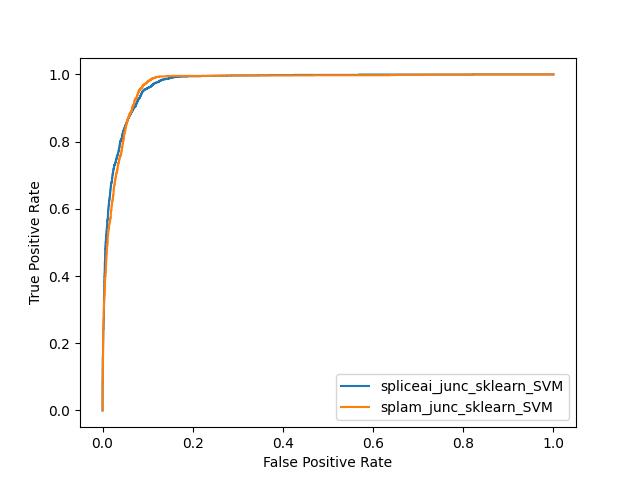 1.0
0.8
0.6
0.4
0.2
0.0
True Positive Rate
spliceai_junc_sklearn_SVM
splam_junc_sklearn_SVM
0.0 0.2 0.4 0.6 0.8 1.0
False Positive Rate